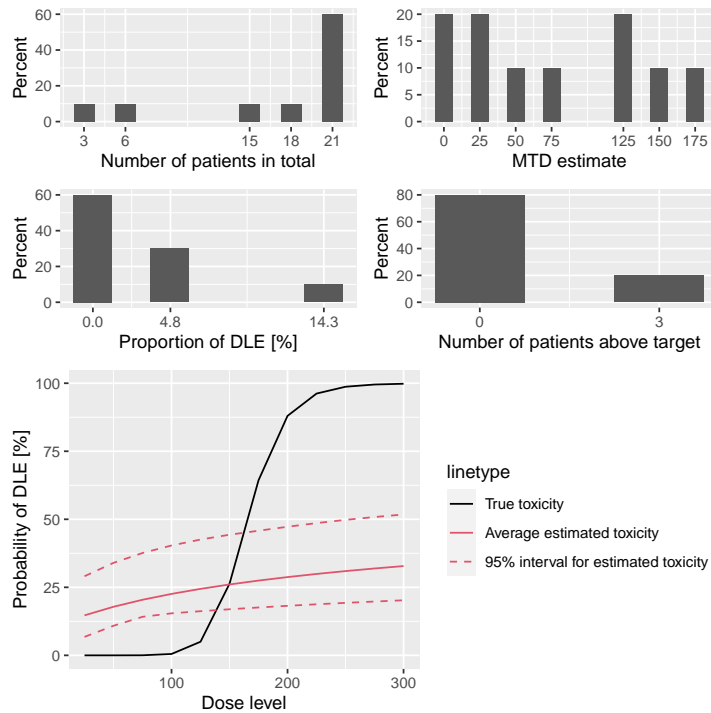 60
40
20
0
Percent
3 6 15 18 21
Number of patients in total
20
15
10
5
0
Percent
0 25 50 75 125 150 175
MTD estimate
60
40
20
0
Percent
0.0 4.8 14.3
Proportion of DLE [%]
80
60
40
20
0
Percent
0 3
Number of patients above target
100
75
50
25
0
Probability of DLE [%]
100 200 300
Dose level
linetype
True toxicity
Average estimated toxicity
95% interval for estimated toxicity